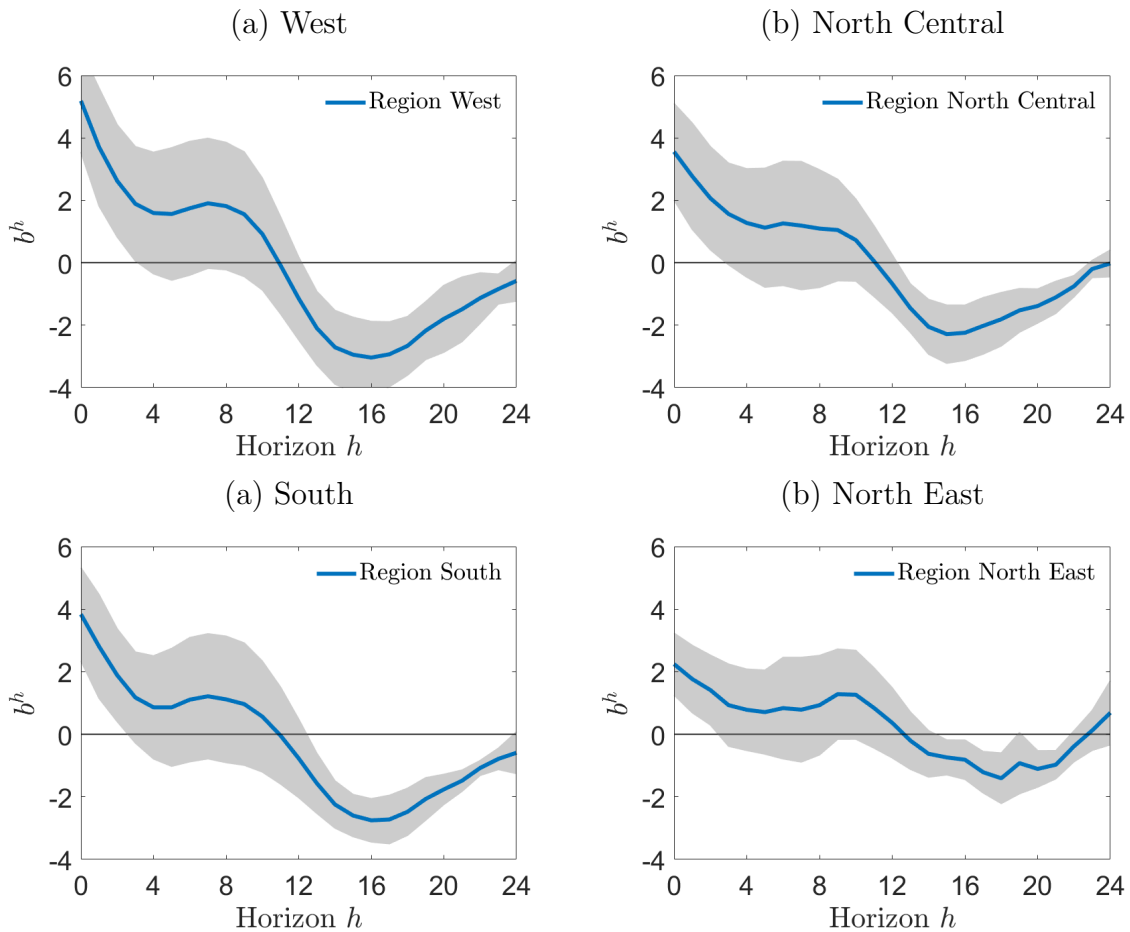 (a) West
6
4
2
0
-2
-4
b^h
0 4 8 12 16 20 24
Horizon h
Region West
(b) North Central
6
4
2
0
-2
-4
b^h
0 4 8 12 16 20 24
Horizon h
Region North Central
(a) South
6
4
2
0
-2
-4
b^h
0 4 8 12 16 20 24
Horizon h
Region South
(b) North East
6
4
2
0
-2
-4
b^h
0 4 8 12 16 20 24
Horizon h
Region North East